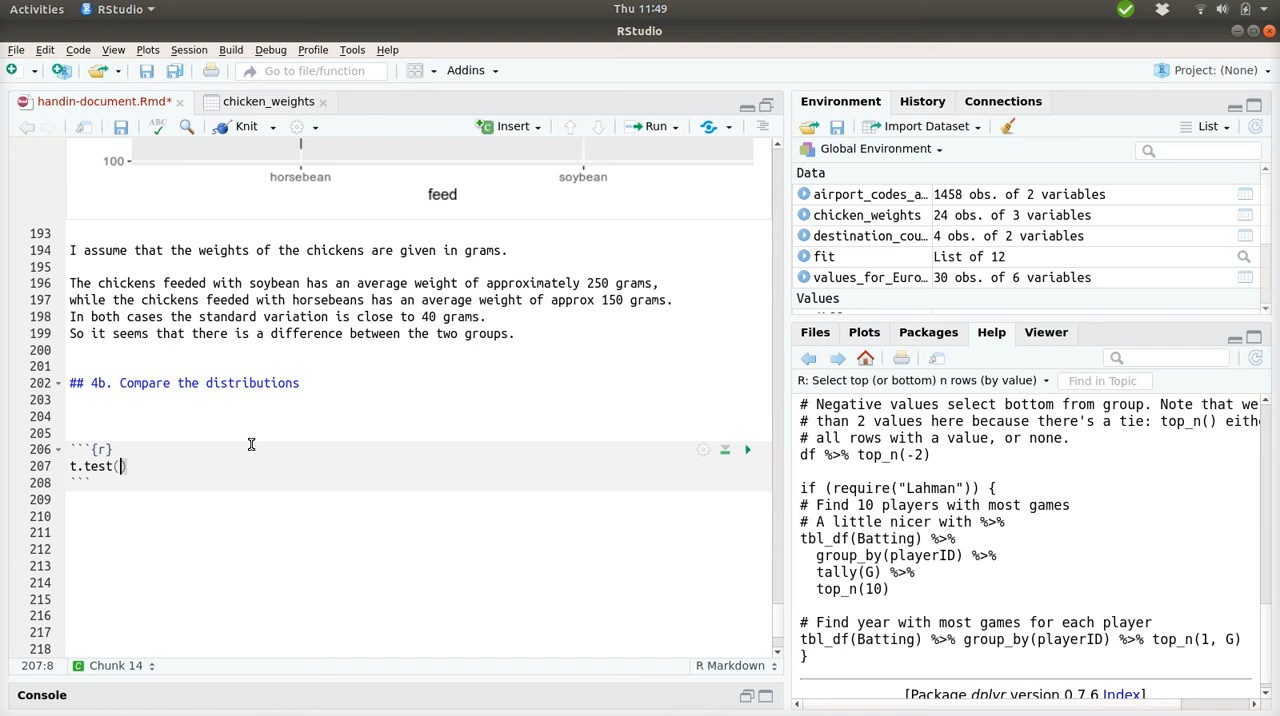 Activities RStudio Thu 11:49
RStudio
File Edit Code View Plots Session Build Debug Profile Tools Help
Go to file/function Addins Project: (None)
handin-document.Rmd* chicken_weights
ABC Knit Insert Run
100
horsebean soybean
feed
193
194 I assume that the weights of the chickens are given in grams.
195
196 The chickens feeded with soybean has an average weight of approximately 250 grams,
197 while the chickens feeded with horsebeans has an average weight of approx 150 grams.
198 In both cases the standard variation is close to 40 grams.
199 So it seems that there is a difference between the two groups.
200
201
202 ## 4b. Compare the distributions
203
204
205
206 ```{r}
207 t.test()
208 ```
209
210
211
212
213
214
215
216
217
218
207:8 Chunk 14 R Markdown
Console
Environment History Connections
Import Dataset List
Global Environment
Data
airport_codes_a… 1458 obs. of 2 variables
chicken_weights 24 obs. of 3 variables
destination_cou… 4 obs. of 2 variables
fit List of 12
values_for_Euro… 30 obs. of 6 variables
Values
Files Plots Packages Help Viewer
R: Select top (or bottom) n rows (by value) Find in Topic
# Negative values select bottom from group. Note that we
# than 2 values here because there's a tie: top_n() eith
# all rows with a value, or none.
df %>% top_n(-2)
if (require("Lahman")) {
# Find 10 players with most games
# A little nicer with %>%
tbl_df(Batting) %>%
group_by(playerID) %>%
tally(G) %>%
top_n(10)
# Find year with most games for each player
tbl_df(Batting) %>% group_by(playerID) %>% top_n(1, G)
}
[Package dplyr version 0.7.6 Index]